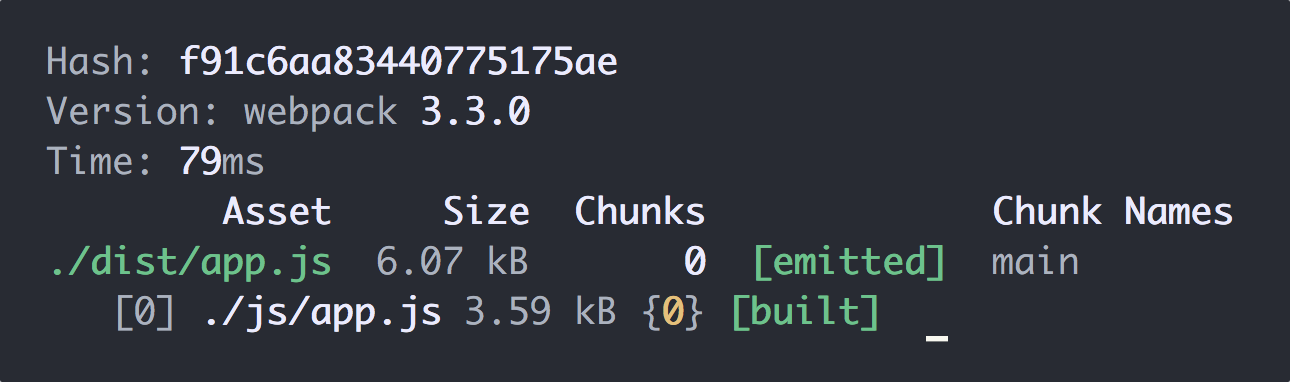 Hash: f91c6aa83440775175ae
Version: webpack 3.3.0
Time: 79ms
Asset Size Chunks Chunk Names
./dist/app.js 6.07 kB 0 [emitted] main
[0] ./js/app.js 3.59 kB {0} [built]